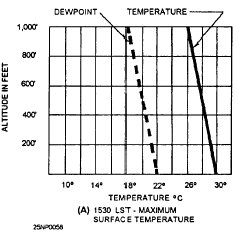 DEWPOINT
TEMPERATURE
1,000'
800'
600'
400'
200'
ALTITUDE IN FEET
10° 14° 18° 22° 26° 30°
TEMPERATURE °C
(A) 1530 LST - MAXIMUM
SURFACE TEMPERATURE
25NP0058